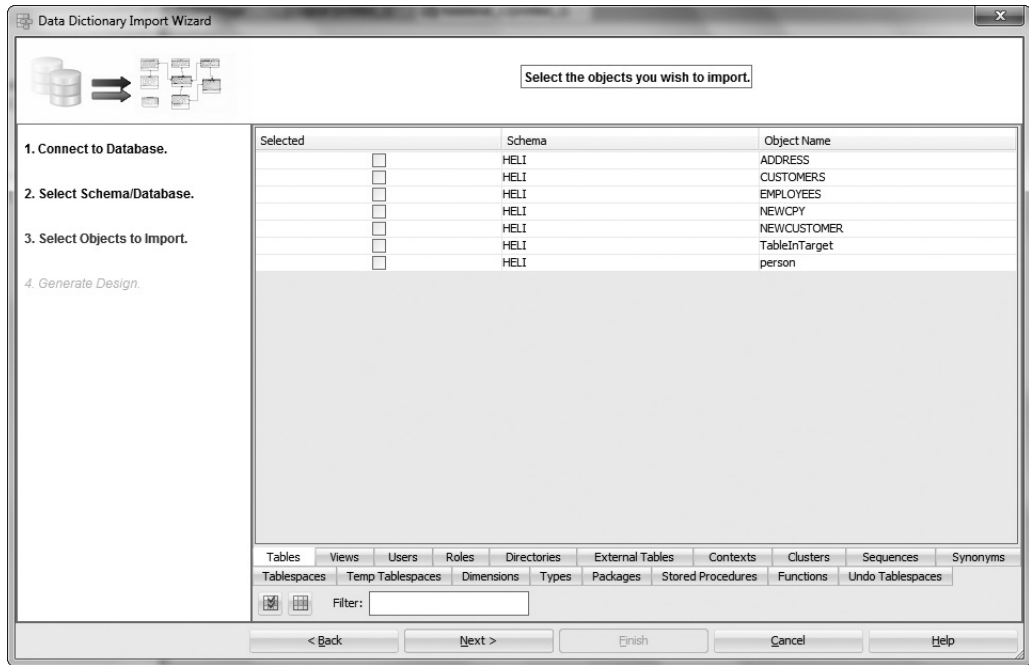 Data Dictionary Import Wizard
x
Select the objects you wish to import.
1. Connect to Database.
2. Select Schema/Database.
3. Select Objects to Import.
4. Generate Design.
Selected Schema Object Name
HELI ADDRESS
HELI CUSTOMERS
HELI EMPLOYEES
HELI NEWCPY
HELI NEWCUSTOMER
HELI TableInTarget
HELI person
Tables Views Users Roles Directories External Tables Contexts Clusters Sequences Synonyms
Tablespaces Temp Tablespaces Dimensions Types Packages Stored Procedures Functions Undo Tablespaces
Filter:
< Back Next > Finish Cancel Help